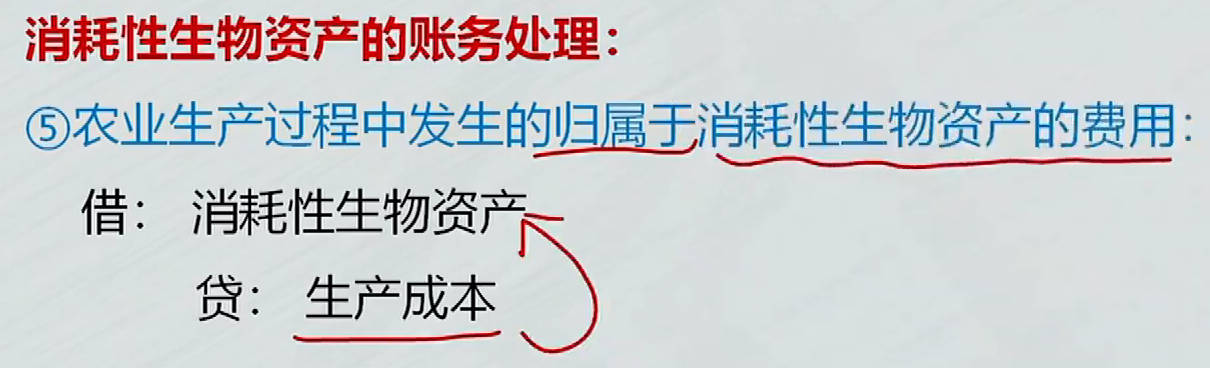 消耗性生物资产的账务处理：
⑤农业生产过程中发生的归属于消耗性生物资产的费用：
借： 消耗性生物资产
贷： 生产成本